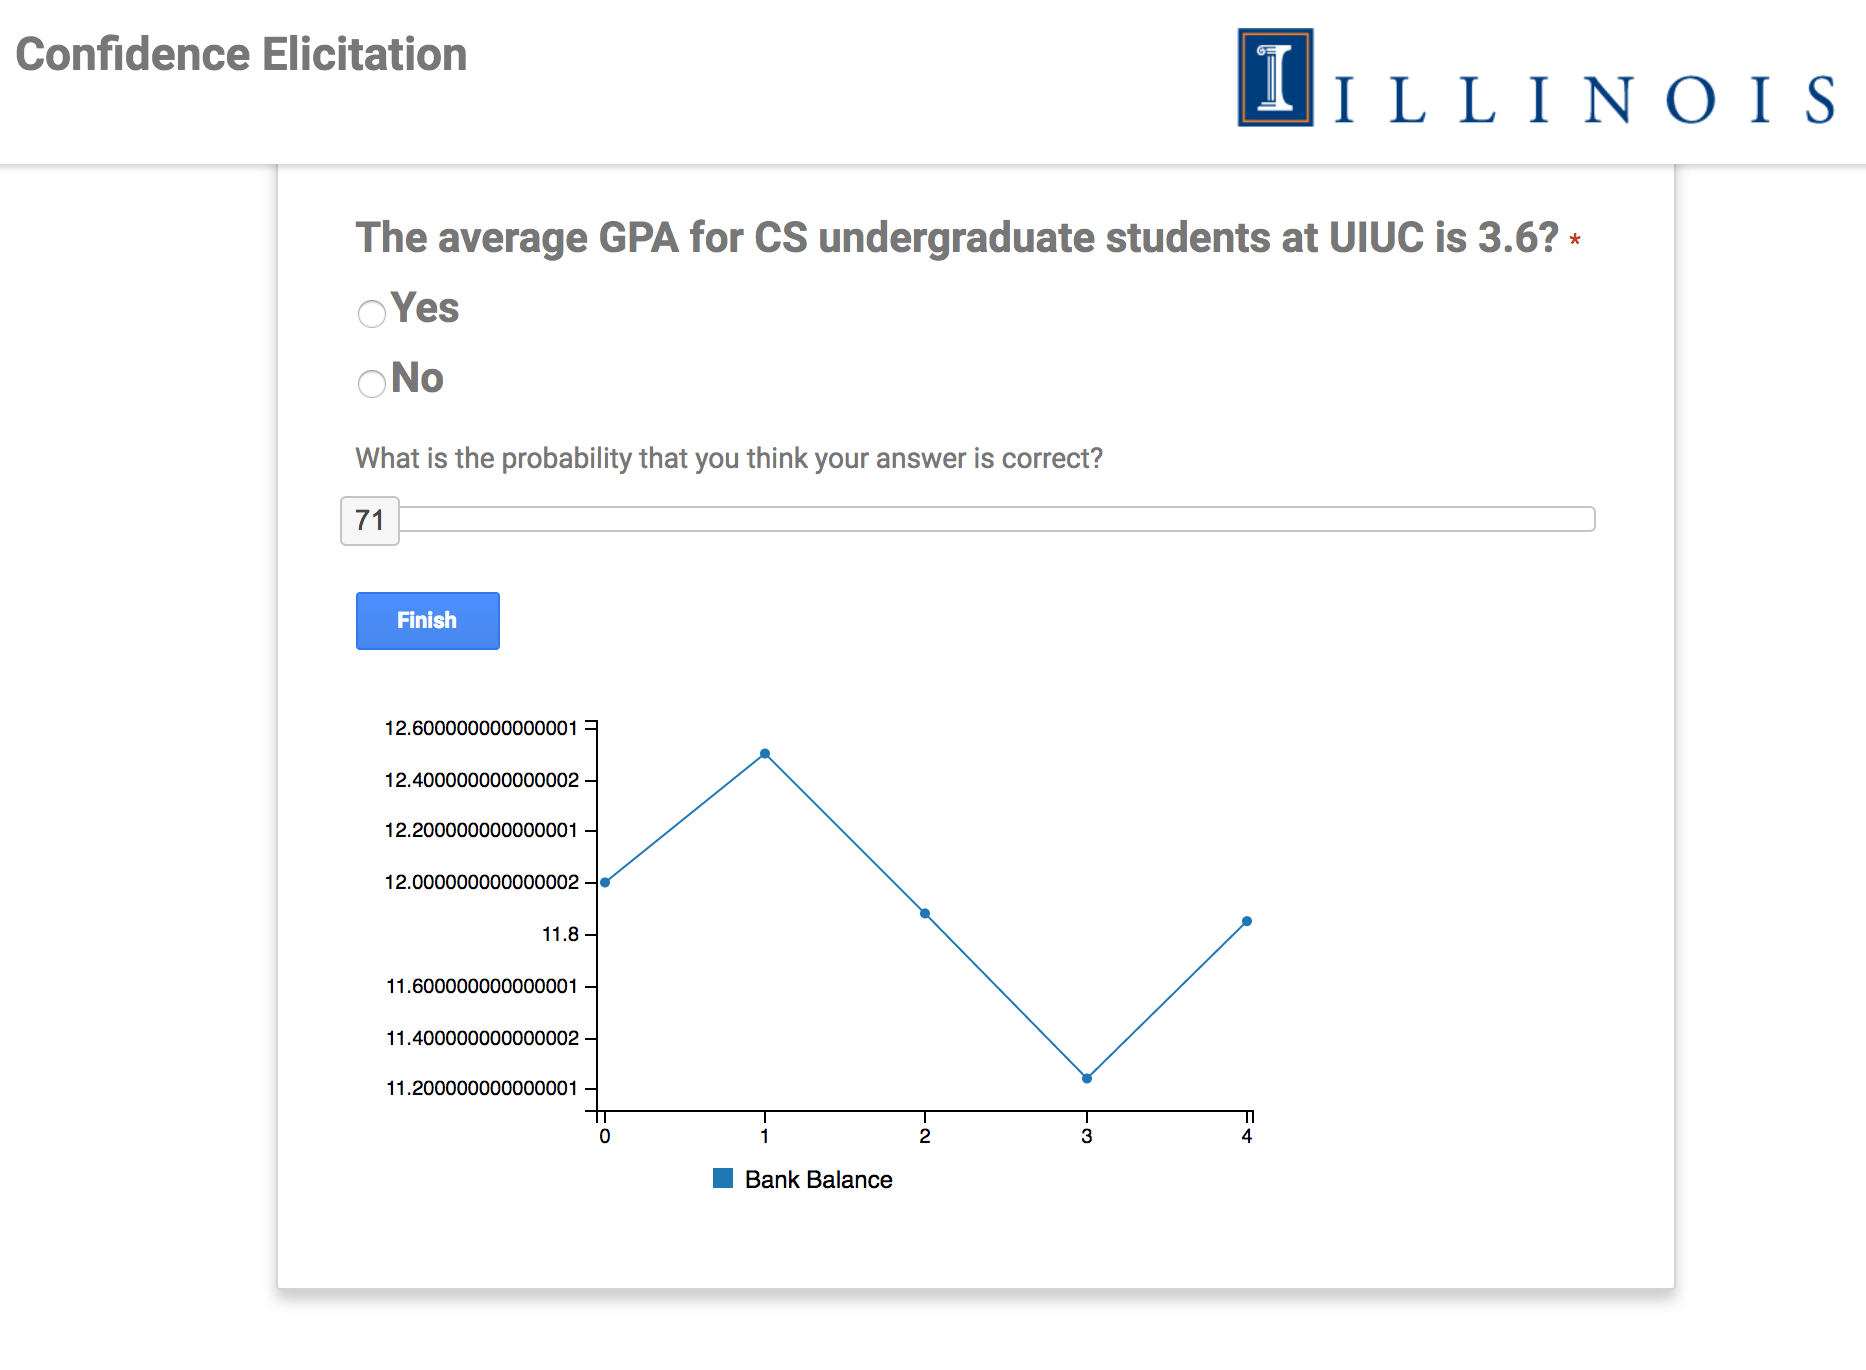 Confidence Elicitation
I ILLINOIS
The average GPA for CS undergraduate students at UIUC is 3.6? *
Yes
No
What is the probability that you think your answer is correct?
71
Finish
12.600000000000001
12.400000000000002
12.200000000000001
12.000000000000002
11.8
11.600000000000001
11.400000000000002
11.200000000000001
0 1 2 3 4
Bank Balance